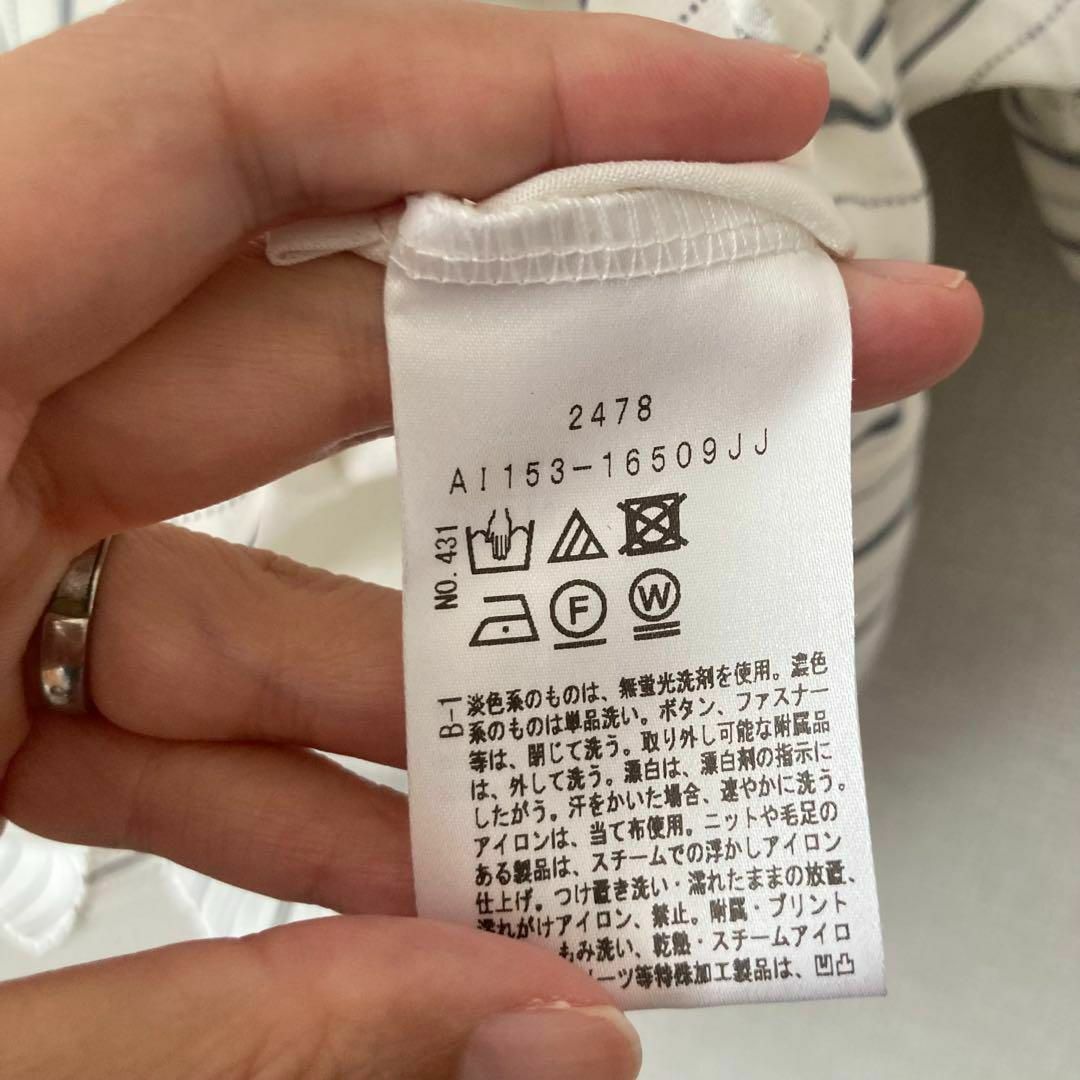 2478
AI153-16509JJ
NO.431
F
W
B-1
淡色系のものは、無蛍光洗剤を使用。濃色
系のものは単品洗い。ボタン、ファスナー
等は、閉じて洗う。取り外し可能な附属品
は、外して洗う。漂白は、漂白剤の指示に
したがう。汗をかいた場合、速やかに洗う。
アイロンは、当て布使用。ニットや毛足の
ある製品は、スチームでの浮かしアイロン
仕上げ。つけ置き洗い・濡れたままの放置、
濡れがけアイロン、禁止。附属・プリント
もみ洗い、乾熱・スチームアイロ
ーツ等特殊加工製品は、凹凸